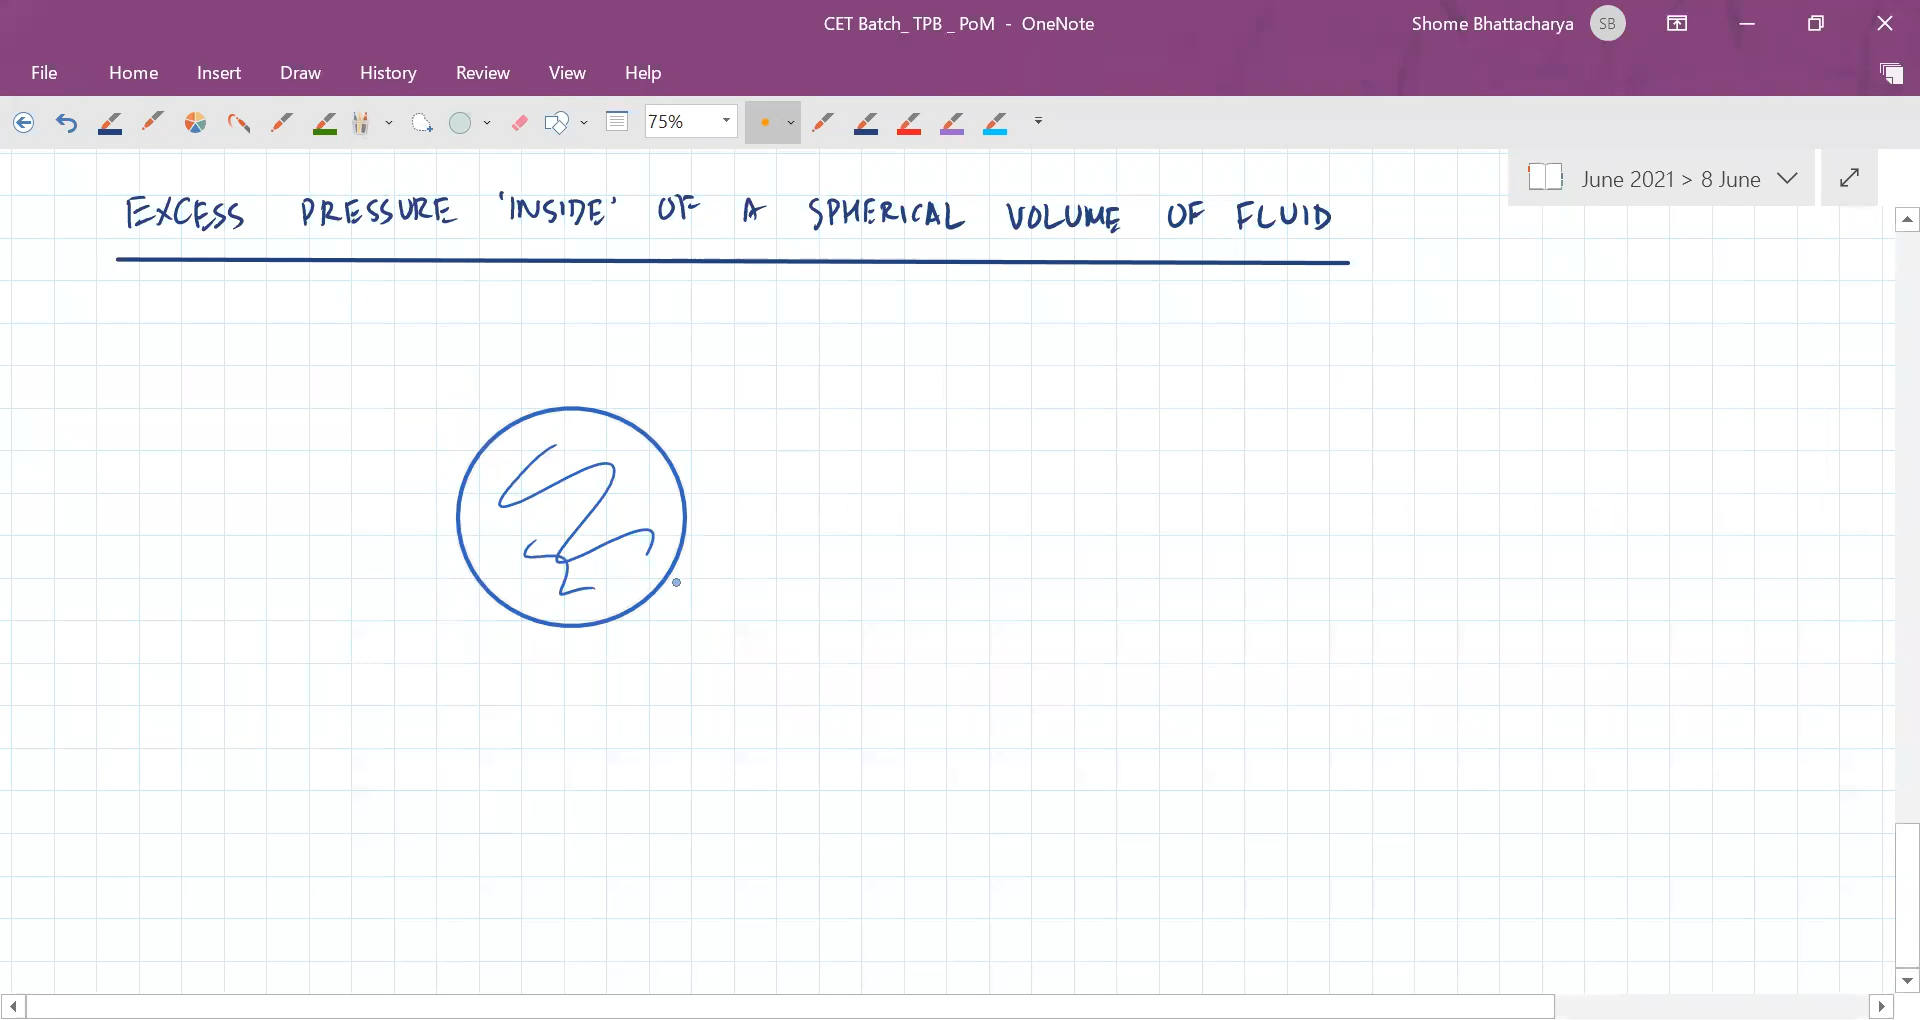 CET Batch_ TPB _ PoM - OneNote
Shome Bhattacharya SB
File Home Insert Draw History Review View Help
75%
June 2021 > 8 June
EXCESS PRESSURE 'INSIDE' OF A SPHERICAL VOLUME OF FLUID